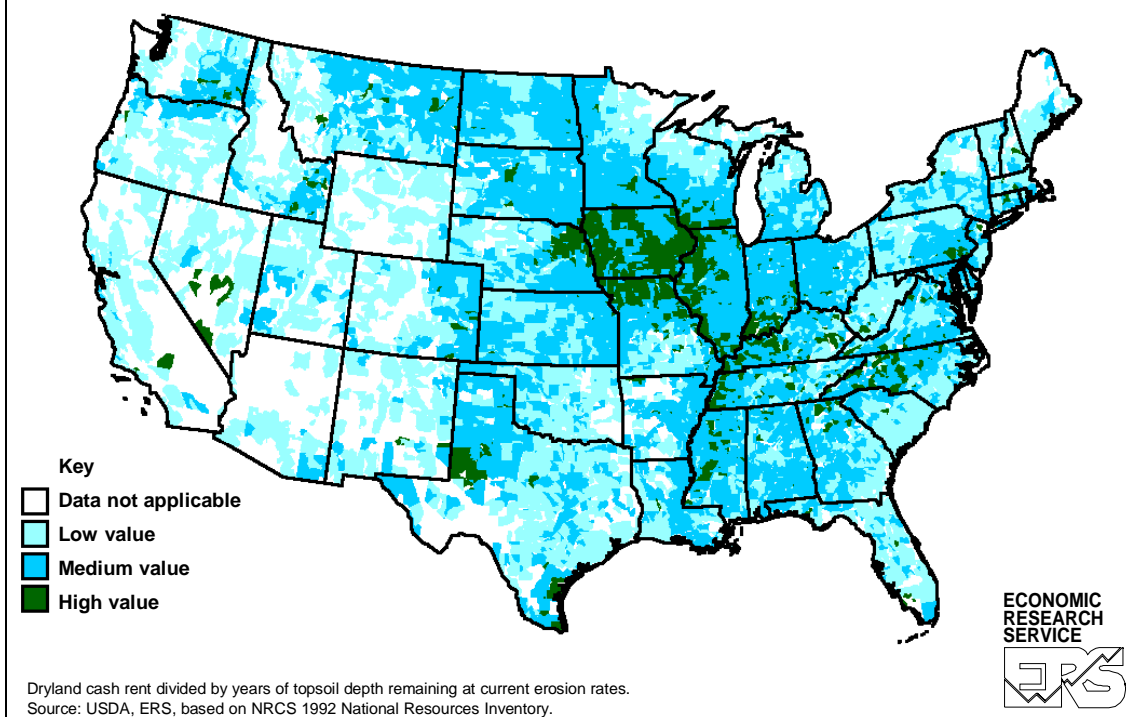 Key
Data not applicable
Low value
Medium value
High value
ECONOMIC
RESEARCH
SERVICE
ERS
Dryland cash rent divided by years of topsoil depth remaining at current erosion rates.
Source: USDA, ERS, based on NRCS 1992 National Resources Inventory.